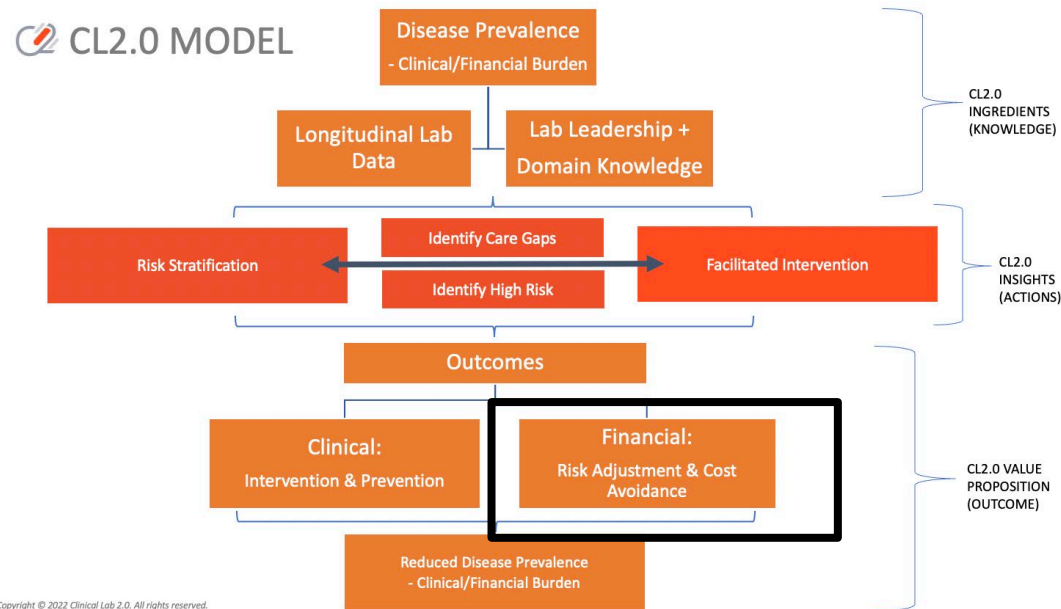 CL2.0 MODEL
Disease Prevalence
- Clinical/Financial Burden
CL2.0
INGREDIENTS
(KNOWLEDGE)
Longitudinal Lab
Data
Lab Leadership +
Domain Knowledge
Risk Stratification
Identify Care Gaps
Identify High Risk
Facilitated Intervention
CL2.0
INSIGHTS
(ACTIONS)
Outcomes
Clinical:
Intervention & Prevention
Financial:
Risk Adjustment & Cost
Avoidance
CL2.0 VALUE
PROPOSITION
(OUTCOME)
Reduced Disease Prevalence
- Clinical/Financial Burden
Copyright © 2022 Clinical Lab 2.0. All rights reserved.